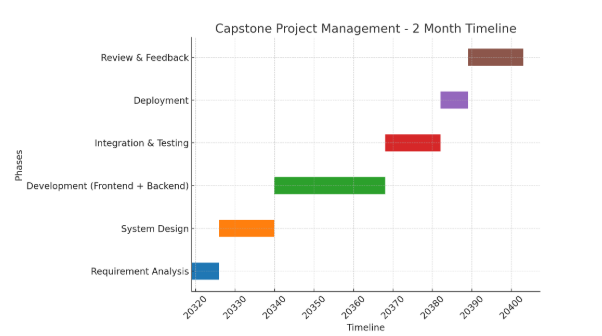 Capstone Project Management - 2 Month Timeline
Review & Feedback
Deployment
Integration & Testing
Development (Frontend + Backend)
System Design
Requirement Analysis
Phases
20320 20330 20340 20350 20360 20370 20380 20390 20400
Timeline